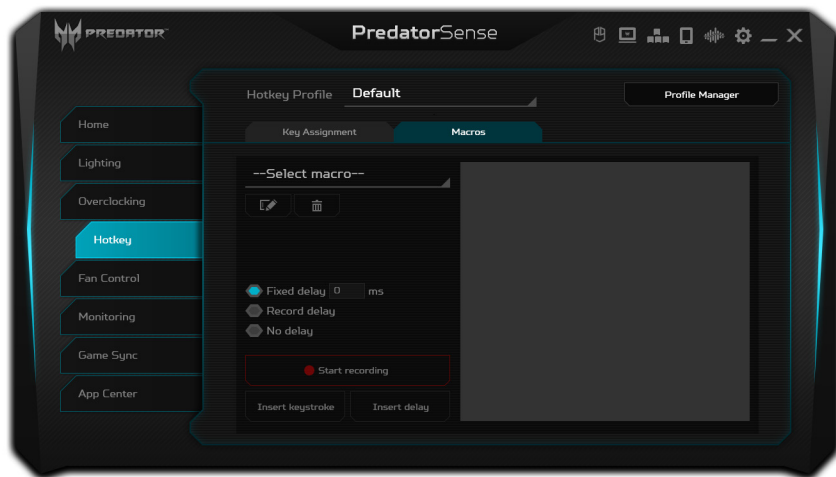 PREDATOR
PredatorSense
Hotkey Profile Default
Profile Manager
Key Assignment
Macros
Home
Lighting
Overclocking
Hotkey
Fan Control
Monitoring
Game Sync
App Center
--Select macro--
Fixed delay 0 ms
Record delay
No delay
Start recording
Insert keystroke
Insert delay